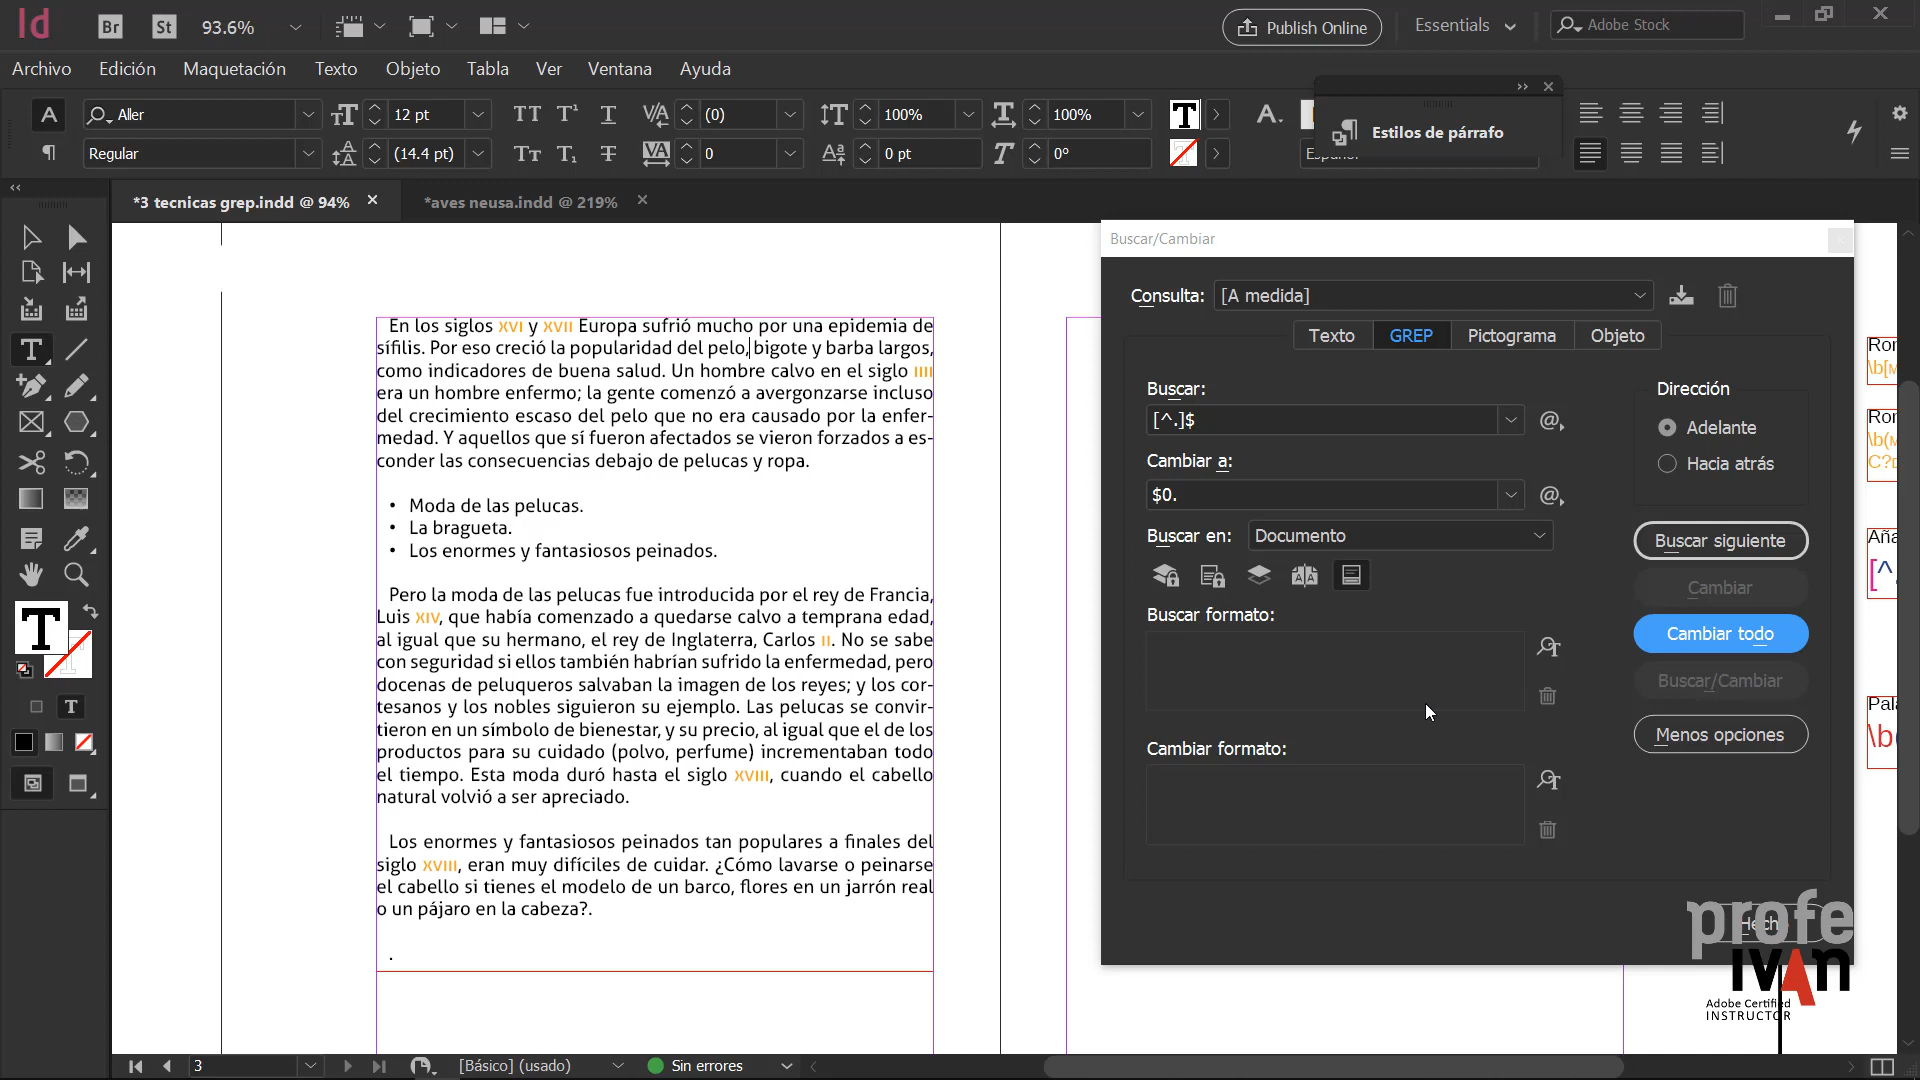 Id
Br
St
93.6%
Publish Online
Essentials
Adobe Stock
Archivo
Edición
Maquetación
Texto
Objeto
Tabla
Ver
Ventana
Ayuda
Aller
12 pt
(0)
100%
100%
Estilos de párrafo
Regular
(14.4 pt)
0
0 pt
0º
*3 tecnicas grep.indd @ 94%
*aves neusa.indd @ 219%
En los siglos XVI y XVII Europa sufrió mucho por una epidemia de
sífilis. Por eso creció la popularidad del pelo, bigote y barba largos,
como indicadores de buena salud. Un hombre calvo en el siglo IIII
era un hombre enfermo; la gente comenzó a avergonzarse incluso
del crecimiento escaso del pelo que no era causado por la enfer-
medad. Y aquellos que sí fueron afectados se vieron forzados a es-
conder las consecuencias debajo de pelucas y ropa.
• Moda de las pelucas.
• La bragueta.
• Los enormes y fantasiosos peinados.
Pero la moda de las pelucas fue introducida por el rey de Francia,
Luis XIV, que había comenzado a quedarse calvo a temprana edad,
al igual que su hermano, el rey de Inglaterra, Carlos II. No se sabe
con seguridad si ellos también habrían sufrido la enfermedad, pero
docenas de peluqueros salvaban la imagen de los reyes; y los cor-
tesanos y los nobles siguieron su ejemplo. Las pelucas se convir-
tieron en un símbolo de bienestar, y su precio, al igual que el de los
productos para su cuidado (polvo, perfume) incrementaban todo
el tiempo. Esta moda duró hasta el siglo XVIII, cuando el cabello
natural volvió a ser apreciado.
Los enormes y fantasiosos peinados tan populares a finales del
siglo XVIII, eran muy difíciles de cuidar. ¿Cómo lavarse o peinarse
el cabello si tienes el modelo de un barco, flores en un jarrón real
o un pájaro en la cabeza?.
.
Buscar/Cambiar
Consulta:
[A medida]
Texto
GREP
Pictograma
Objeto
Buscar:
[^.]$
Cambiar a:
$0.
Buscar en:
Documento
Buscar formato:
Cambiar formato:
Dirección
Adelante
Hacia atrás
Buscar siguiente
Cambiar
Cambiar todo
Buscar/Cambiar
Menos opciones
profe
ivan
Adobe Certified
INSTRUCTOR
3
[Básico] (usado)
Sin errores